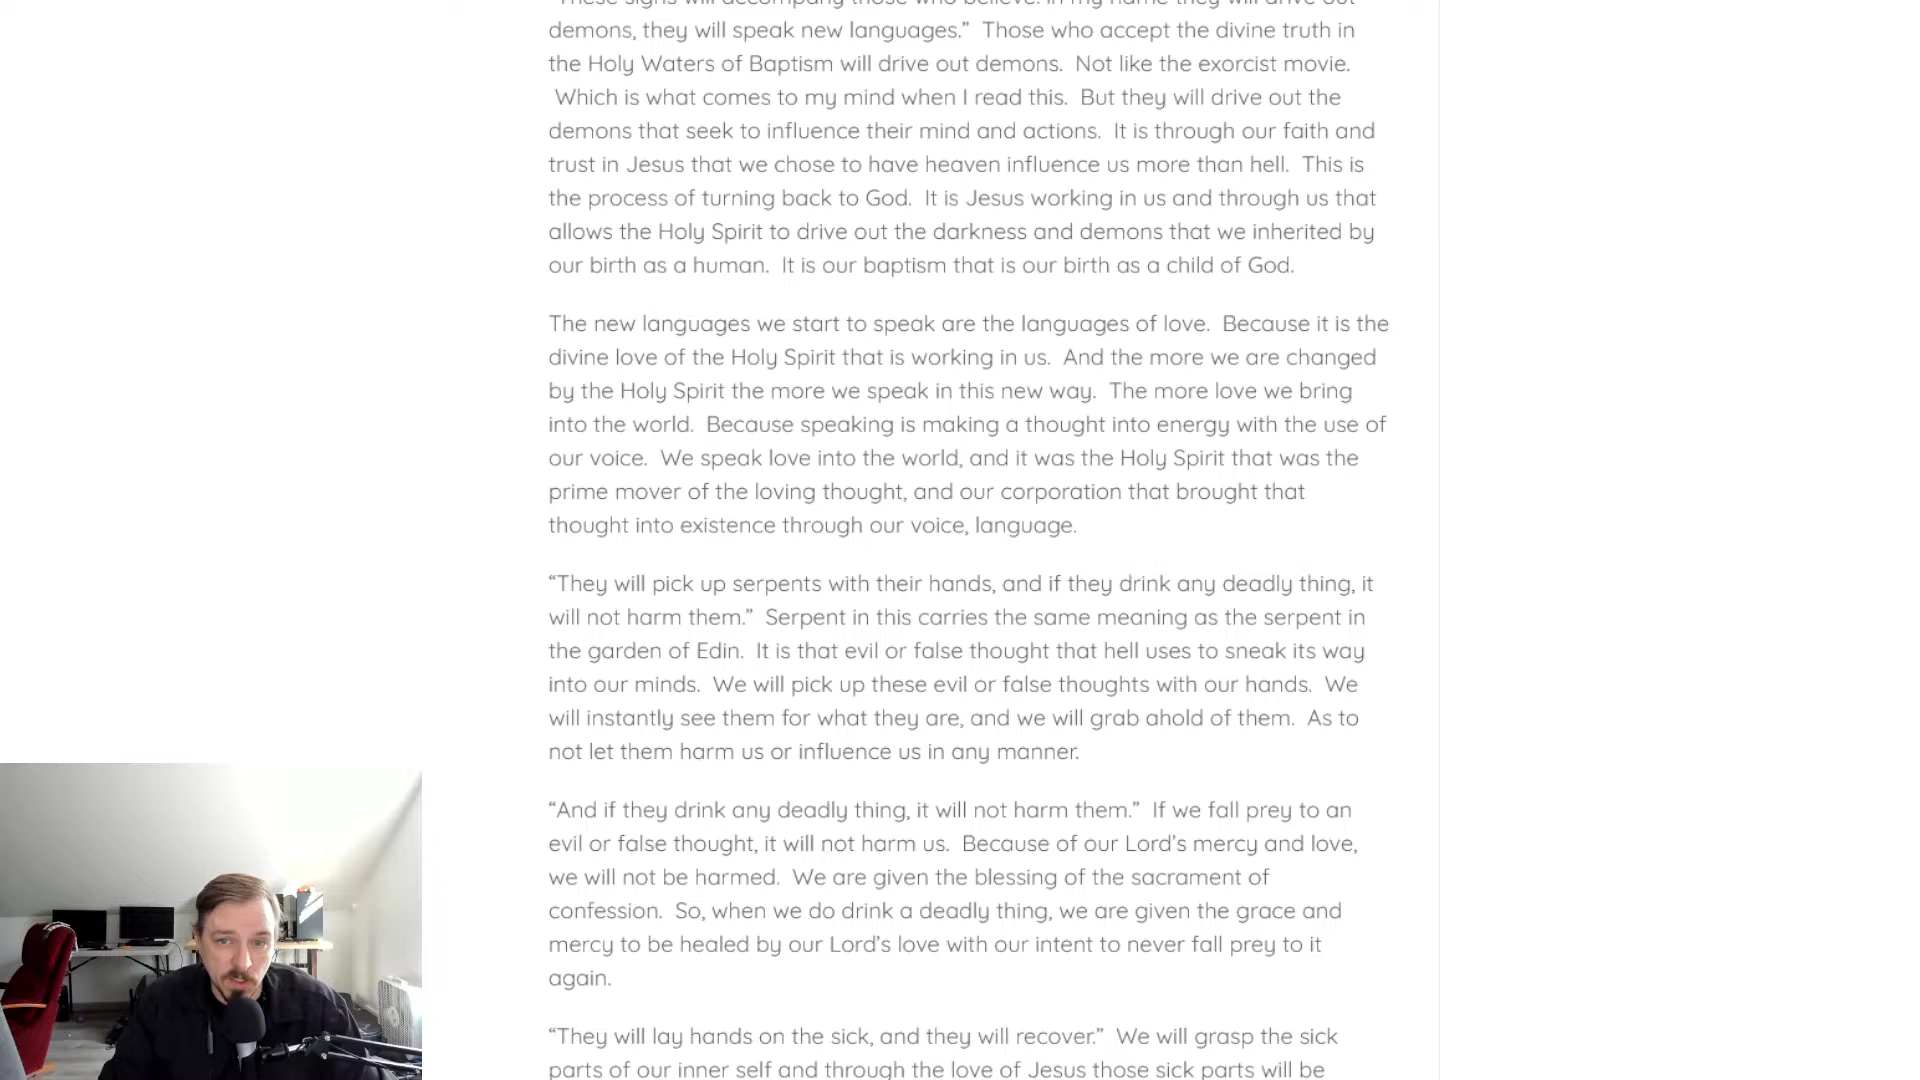 “These signs will accompany those who believe: in my name they will drive out
demons, they will speak new languages.”  Those who accept the divine truth in
the Holy Waters of Baptism will drive out demons.  Not like the exorcist movie.
Which is what comes to my mind when I read this.  But they will drive out the
demons that seek to influence their mind and actions.  It is through our faith and
trust in Jesus that we chose to have heaven influence us more than hell.  This is
the process of turning back to God.  It is Jesus working in us and through us that
allows the Holy Spirit to drive out the darkness and demons that we inherited by
our birth as a human.  It is our baptism that is our birth as a child of God.
The new languages we start to speak are the languages of love.  Because it is the
divine love of the Holy Spirit that is working in us.  And the more we are changed
by the Holy Spirit the more we speak in this new way.  The more love we bring
into the world.  Because speaking is making a thought into energy with the use of
our voice.  We speak love into the world, and it was the Holy Spirit that was the
prime mover of the loving thought, and our corporation that brought that
thought into existence through our voice, language.
“They will pick up serpents with their hands, and if they drink any deadly thing, it
will not harm them.”  Serpent in this carries the same meaning as the serpent in
the garden of Edin.  It is that evil or false thought that hell uses to sneak its way
into our minds.  We will pick up these evil or false thoughts with our hands.  We
will instantly see them for what they are, and we will grab ahold of them.  As to
not let them harm us or influence us in any manner.
“And if they drink any deadly thing, it will not harm them.”  If we fall prey to an
evil or false thought, it will not harm us.  Because of our Lord’s mercy and love,
we will not be harmed.  We are given the blessing of the sacrament of
confession.  So, when we do drink a deadly thing, we are given the grace and
mercy to be healed by our Lord’s love with our intent to never fall prey to it
again.
“They will lay hands on the sick, and they will recover.”  We will grasp the sick
parts of our inner self and through the love of Jesus those sick parts will be